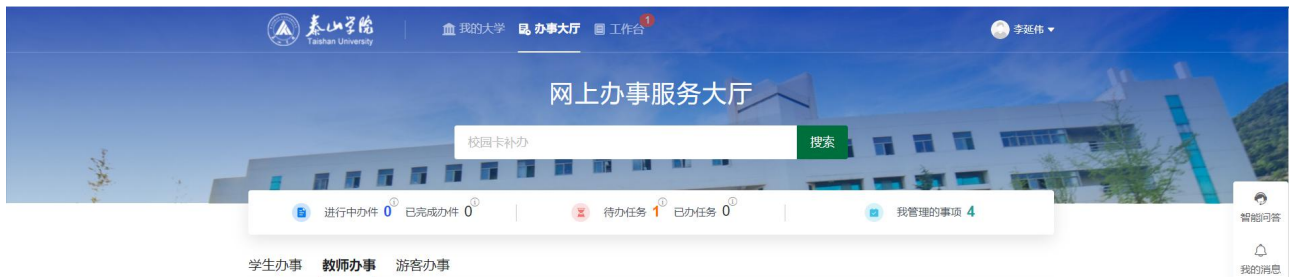 泰山学院
Taishan University
我的大学 办事大厅 工作台 1
李延伟
网上办事服务大厅
校园卡补办 搜索
进行中办件 0 已完成办件 0 待办任务 1 已办任务 0 我管理的事项 4
智能问答
学生办事 教师办事 游客办事
我的消息